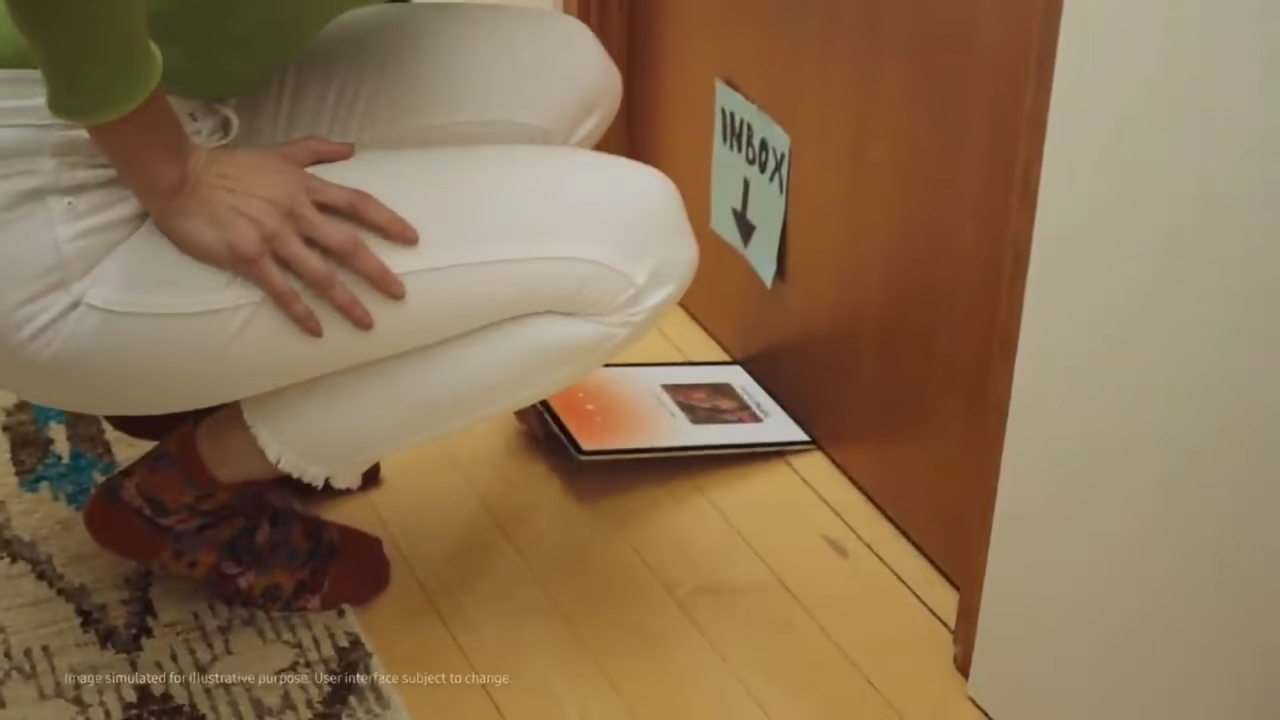 INBOX
Image simulated for illustrative purpose. User interface subject to change.